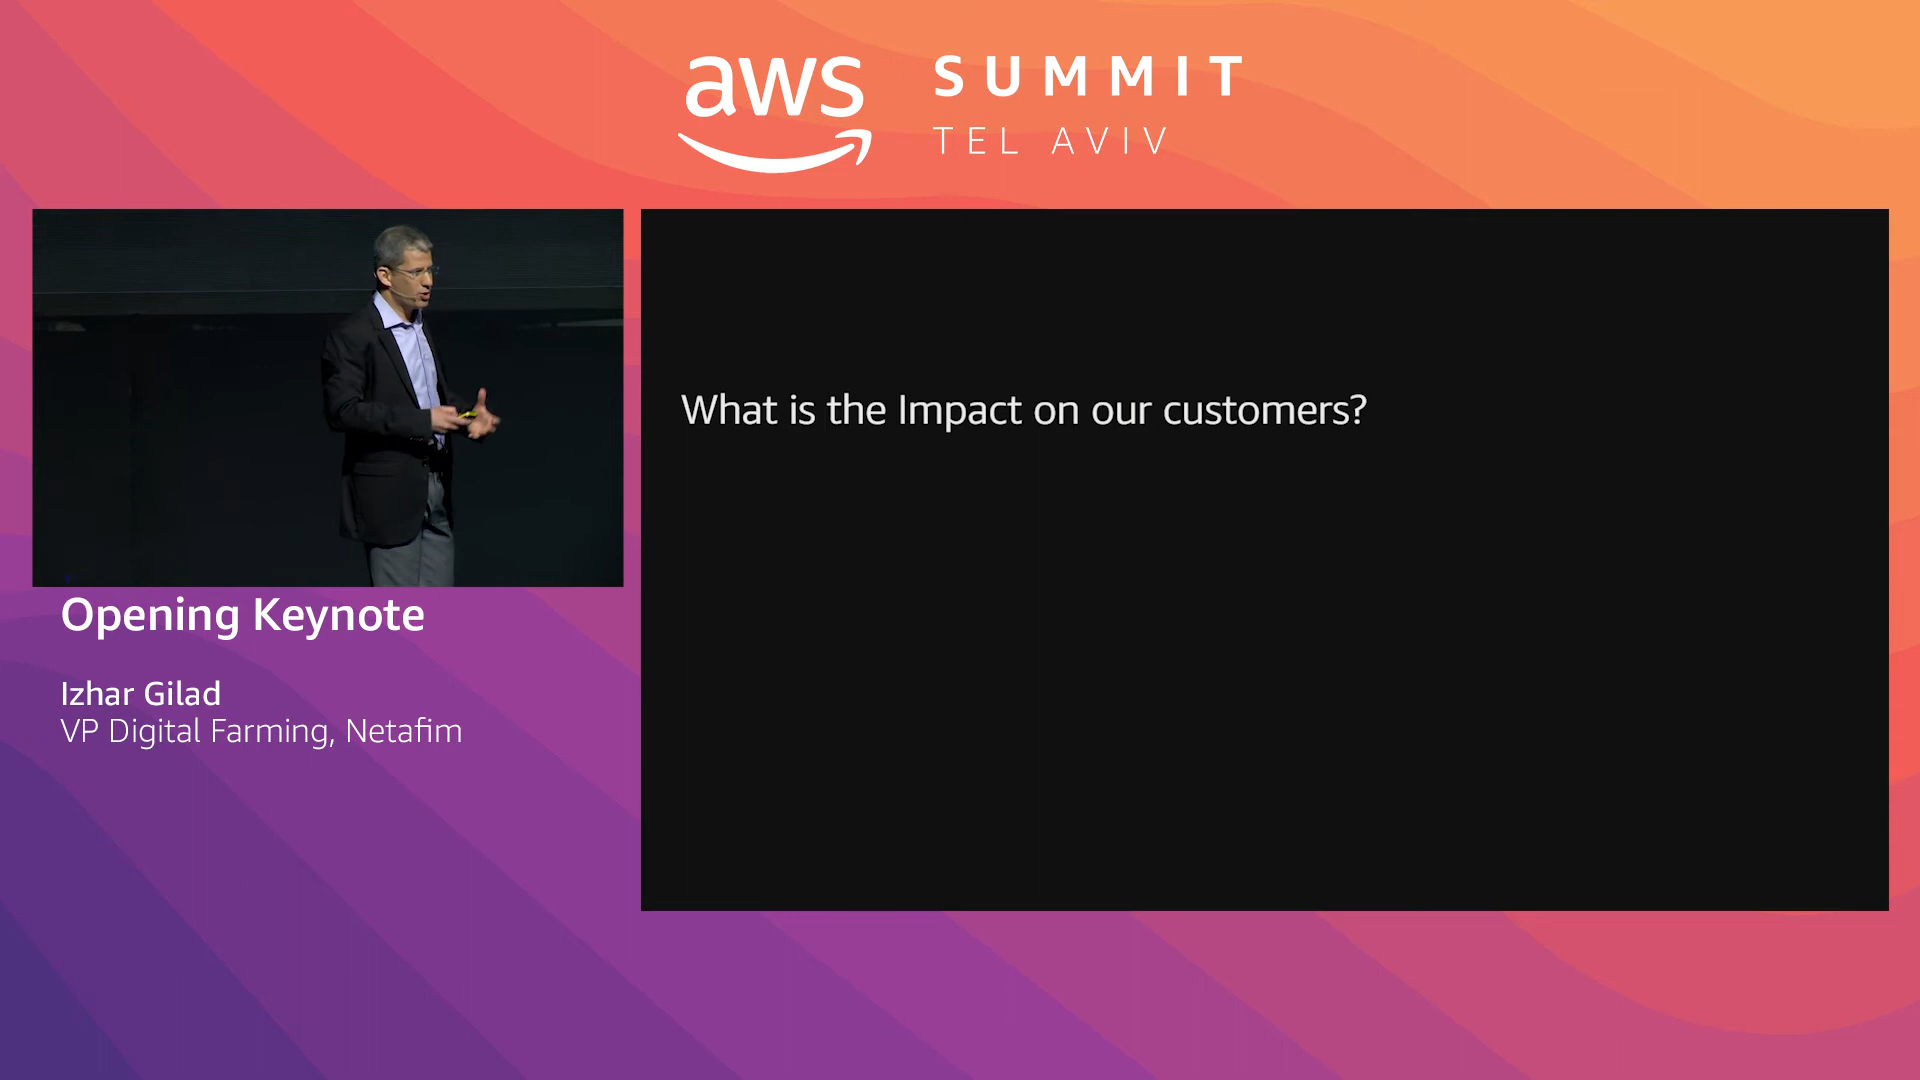 aws
SUMMIT
TEL AVIV
What is the Impact on our customers?
Opening Keynote
Izhar Gilad
VP Digital Farming, Netafim